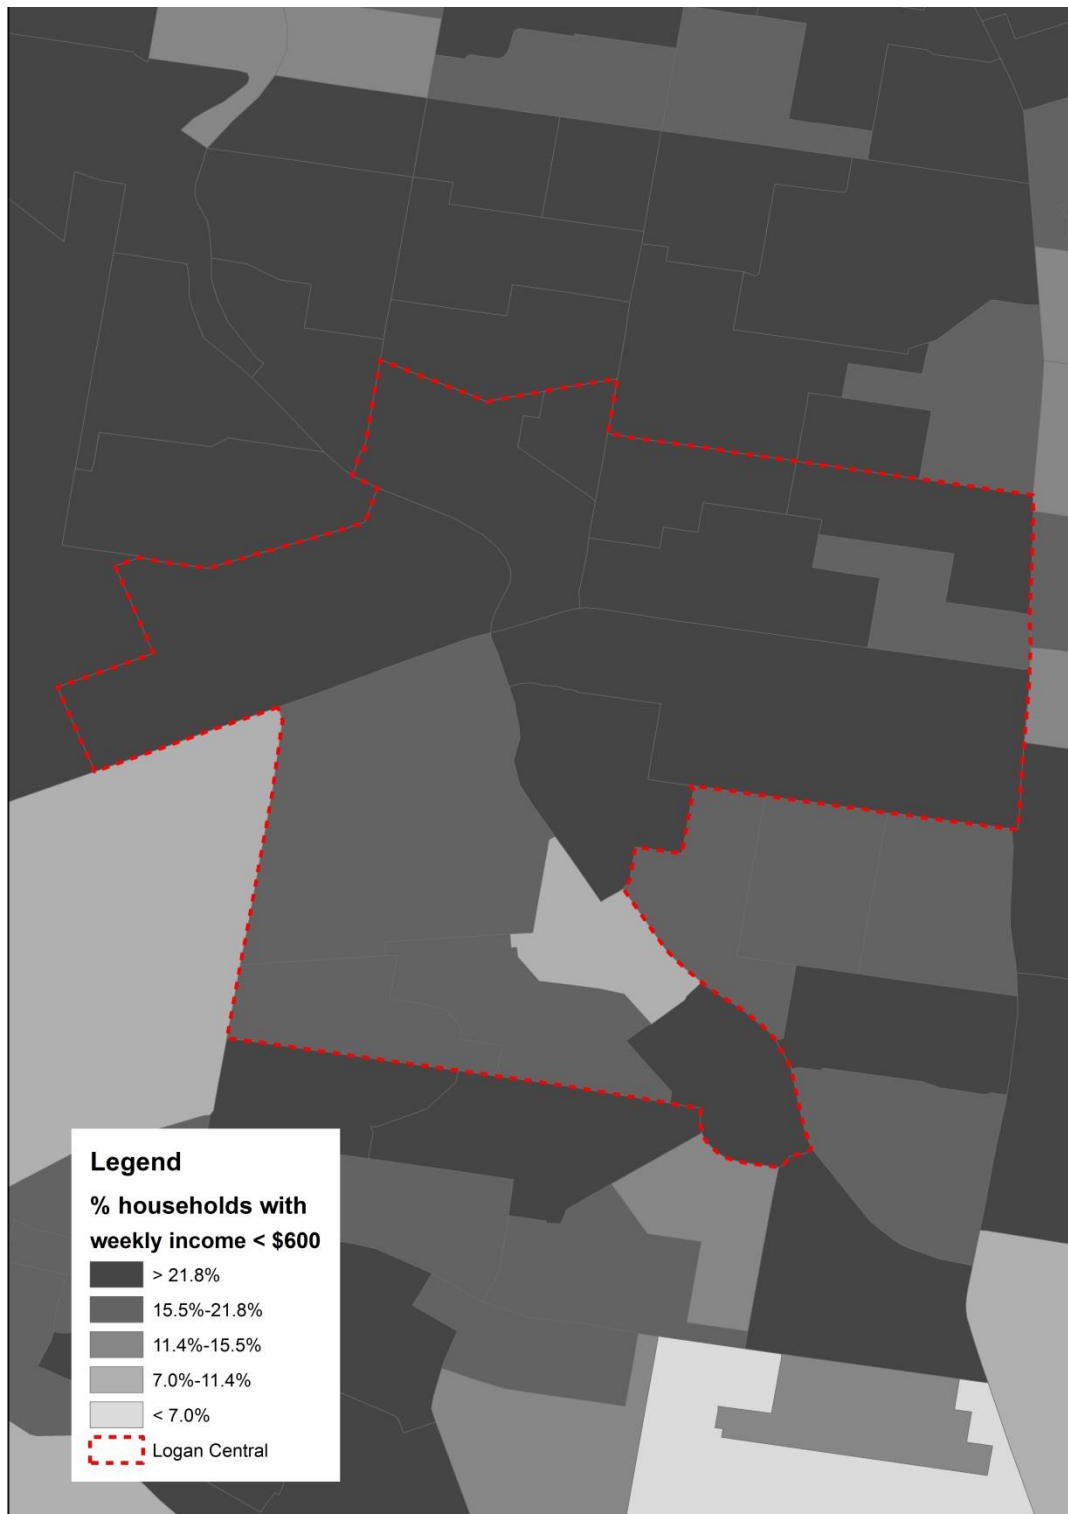 Legend
% households with
weekly income < $600
> 21.8%
15.5%-21.8%
11.4%-15.5%
7.0%-11.4%
< 7.0%
Logan Central